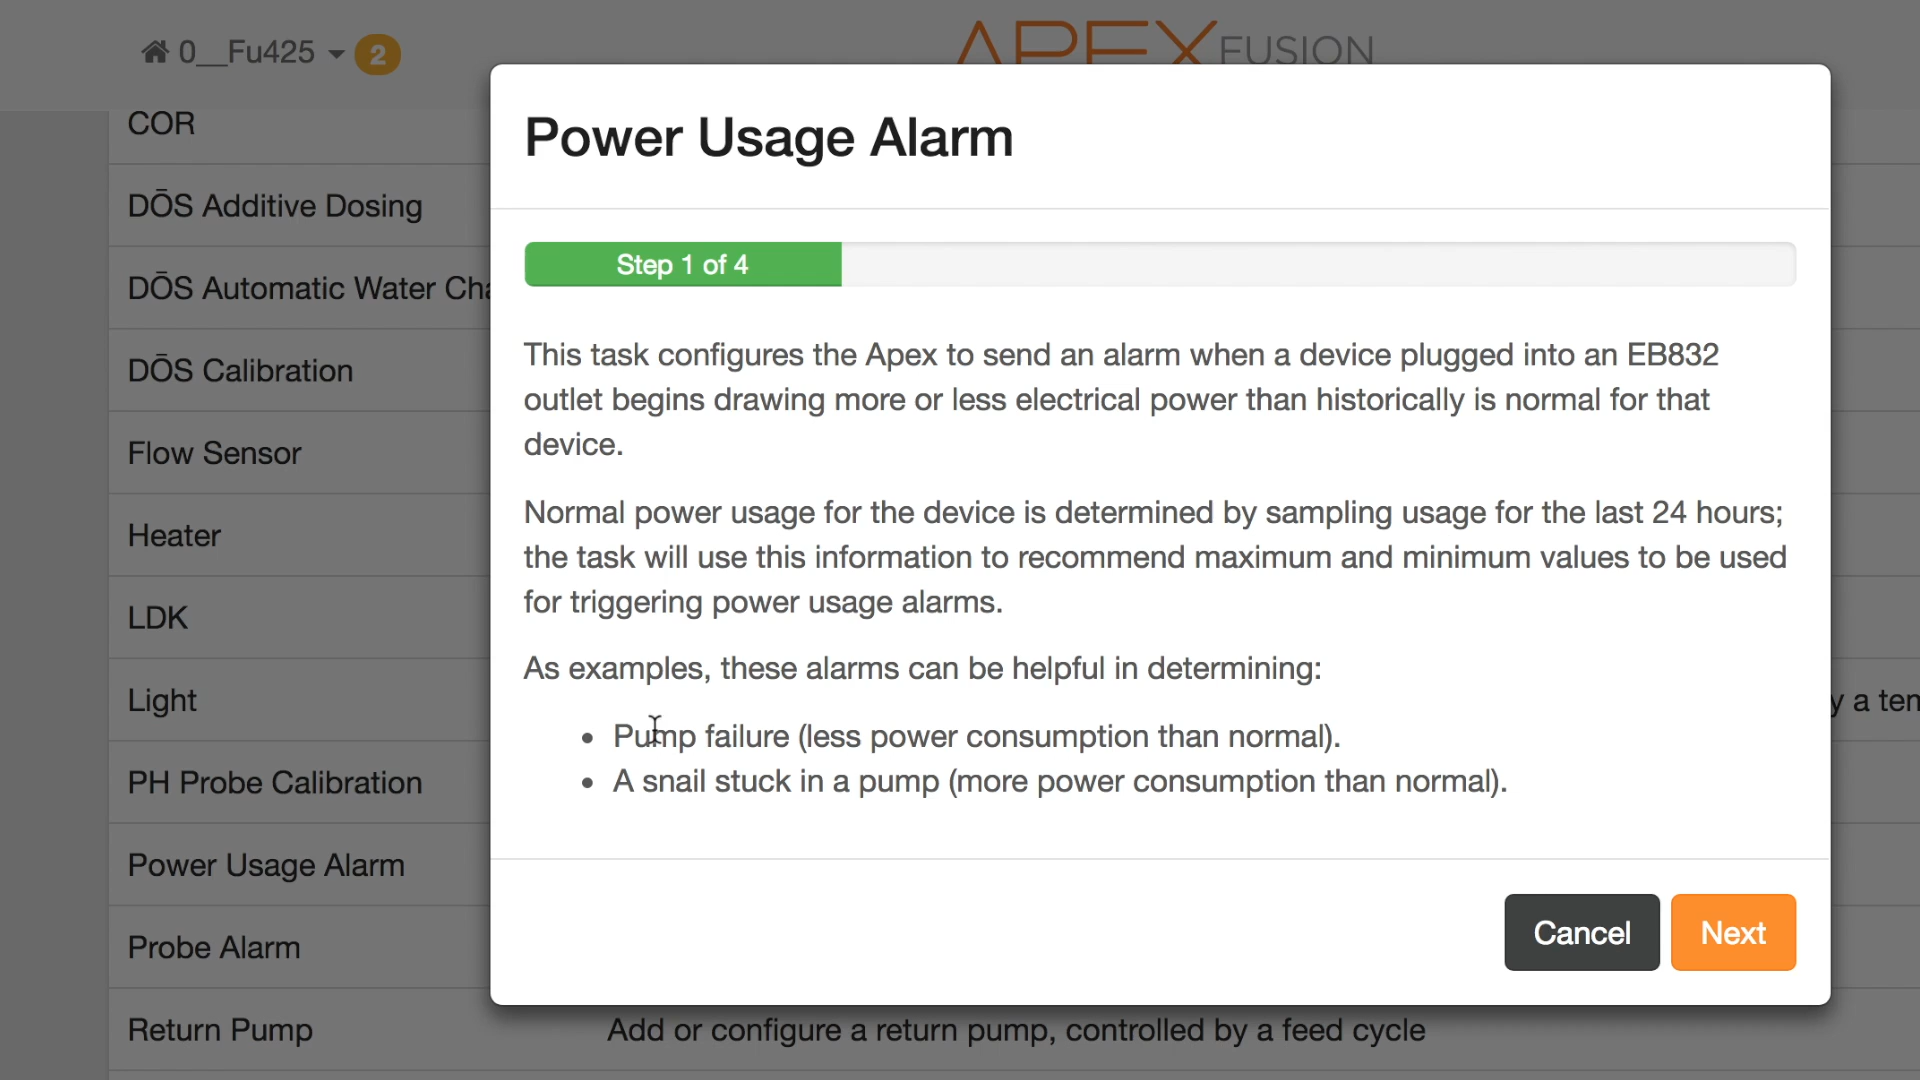 0__Fu425 2
APEX FUSION
COR
DŌS Additive Dosing
DŌS Automatic Water
DŌS Calibration
Flow Sensor
Heater
LDK
Light
PH Probe Calibration
Power Usage Alarm
Probe Alarm
Return Pump Add or configure a return pump, controlled by a feed cycle
Power Usage Alarm
Step 1 of 4
This task configures the Apex to send an alarm when a device plugged into an EB832
outlet begins drawing more or less electrical power than historically is normal for that
device.
Normal power usage for the device is determined by sampling usage for the last 24 hours;
the task will use this information to recommend maximum and minimum values to be used
for triggering power usage alarms.
As examples, these alarms can be helpful in determining:
• Pump failure (less power consumption than normal).
• A snail stuck in a pump (more power consumption than normal).
Cancel Next
a